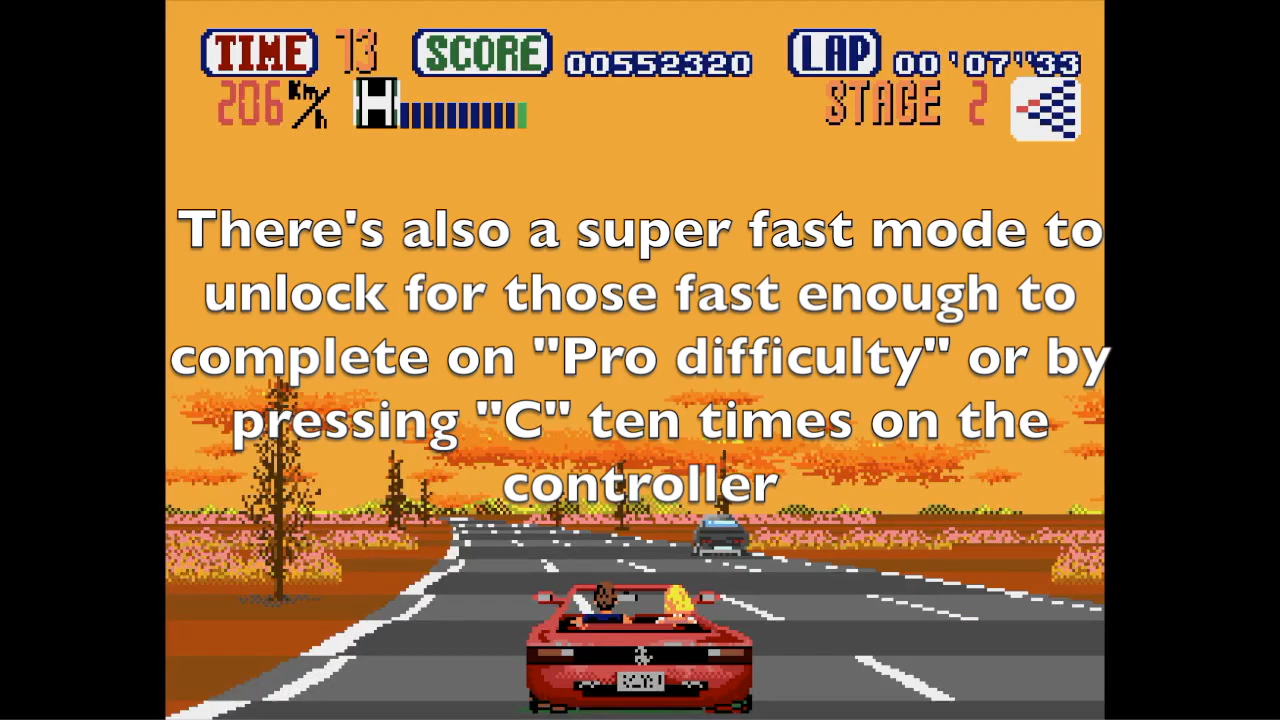 TIME 73 SCORE 00552320 LAP 00'07"33
206 Km/ H STAGE 2
There's also a super fast mode to
unlock for those fast enough to
complete on "Pro difficulty" or by
pressing "C" ten times on the
controller